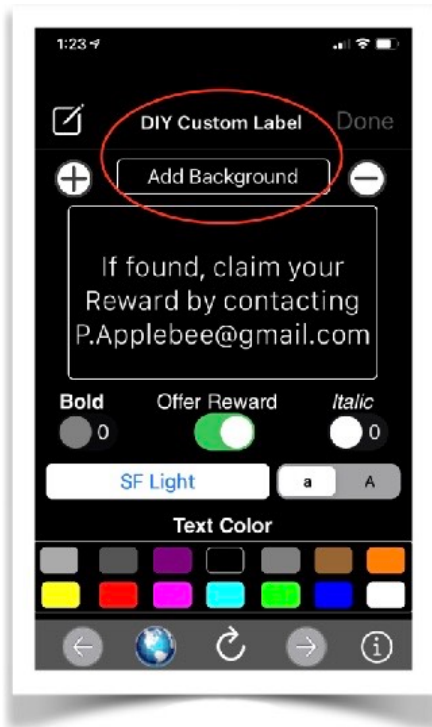 1:23
DIY Custom Label
Done
Add Background
If found, claim your
Reward by contacting
P.Applebee@gmail.com
Bold
Offer Reward
Italic
0
0
SF Light
a
A
Text Color
i